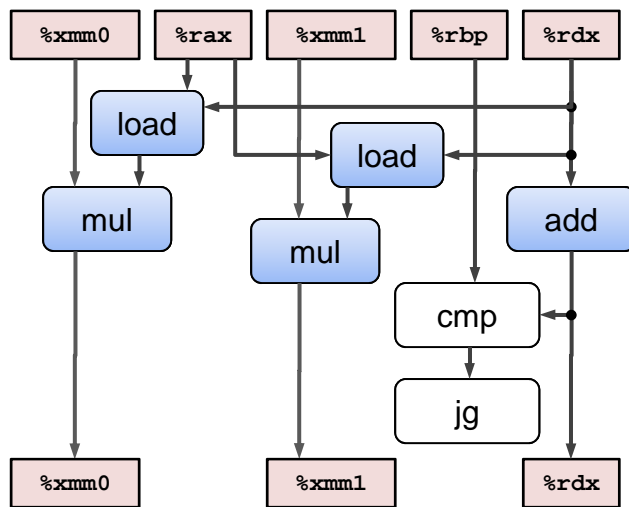 %xmm0 %rax %xmm1 %rbp %rdx
load
load
mul
add
mul
cmp
jg
%xmm0 %xmm1 %rdx